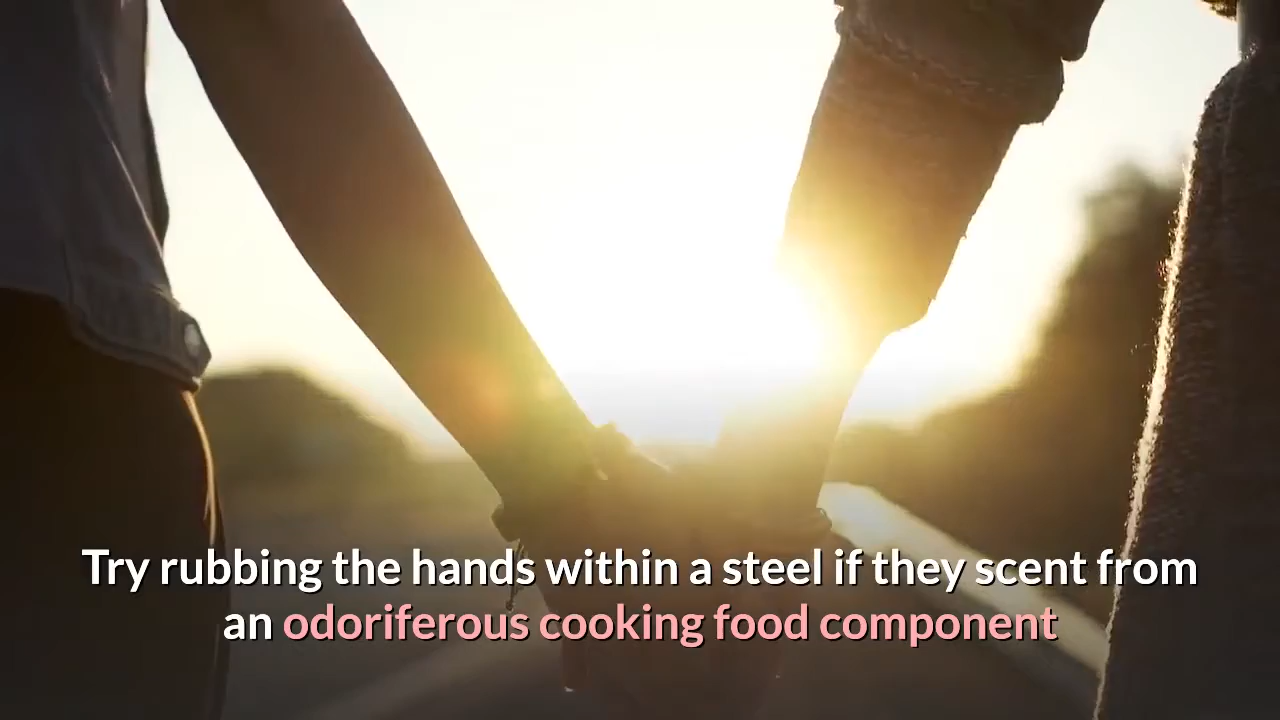 Try rubbing the hands within a steel if they scent from
an odoriferous cooking food component